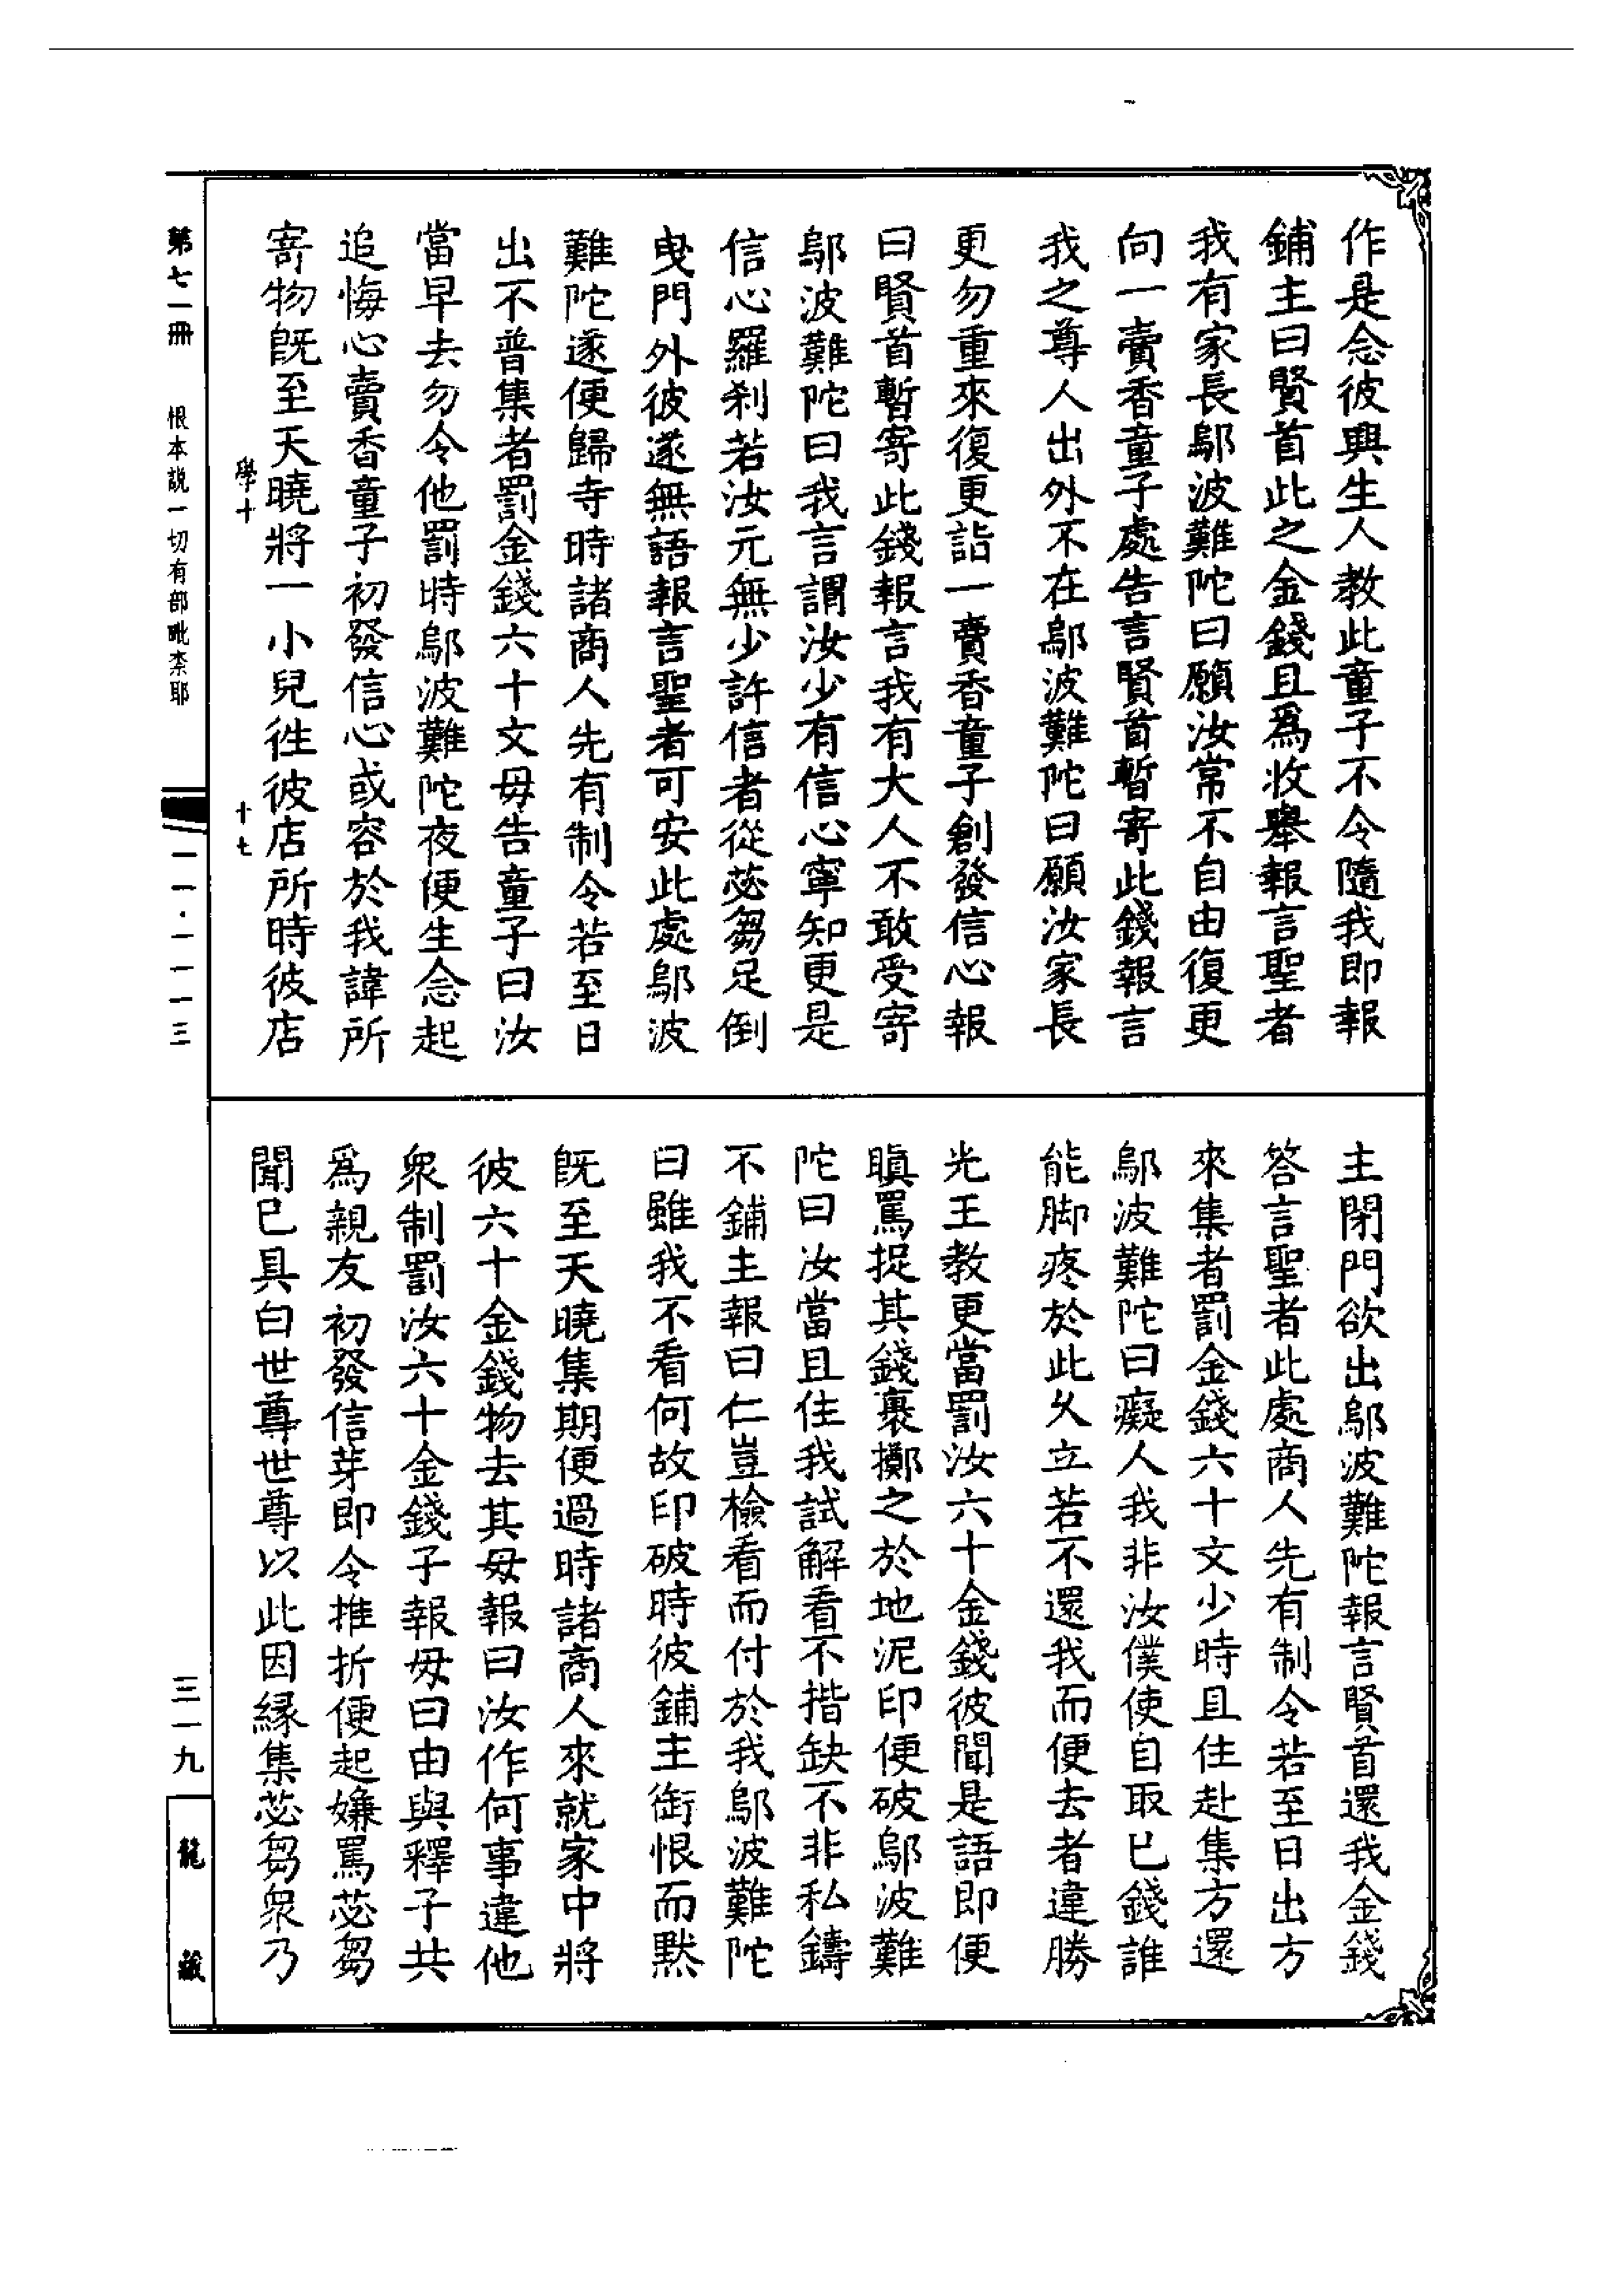 作是念彼興生人教此童子不令隨我即報
鋪主曰賢首此之金錢且爲收舉報言聖者
我有家長鄔波難陀曰願汝常不自由復更
向一賣香童子處告言賢首暫寄此錢報言
我之尊人出外不在鄔波難陀曰願汝家長
更勿重來復更詣一賣香童子創發信心報
曰賢首暫寄此錢報言我有大人不敢受寄
鄔波難陀曰我言謂汝少有信心寧知更是
信心羅刹若汝元無少許信者從苾芻足倒
曳門外彼遂無語報言聖者可安此處鄔波
難陀遂便歸寺時諸商人先有制令若至日
出不普集者罰金錢六十文母告童子曰汝
當早去勿令他罰時鄔波難陀夜便生念起
追悔心賣香童子初發信心或容於我諱所
寄物既至天曉將一小兒徃彼店所時彼店
主閉門欲出鄔波難陀報言賢首還我金錢
答言聖者此處商人先有制令若至日出方
來集者罰金錢六十文少時且住赴集方還
鄔波難陀曰癡人我非汝僕使自取已錢誰
能脚疼於此久立若不還我而便去者違勝
光王教更當罰汝六十金錢彼聞是語即便
瞋罵捉其錢裹擲之於地泥印便破鄔波難
陀曰汝當且住我試解看不揩缺不非私鑄
不鋪主報曰仁豈檢看而付於我鄔波難陀
曰雖我不看何故印破時彼鋪主銜恨而默
既至天曉集期便過時諸商人來就家中將
彼六十金錢物去其母報曰汝作何事違他
衆制罰汝六十金錢子報母曰由與釋子共
爲親友初發信芽即令推折便起嫌罵苾芻
聞已具白世尊世尊以此因縁集苾芻衆乃
學十 十七
第七一冊 根本説一切有部毗柰耶 一一一·一一一三
三一九
龍藏